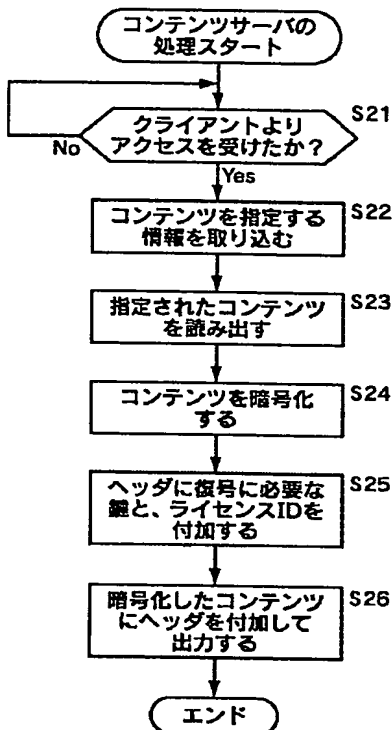 コンテンツサーバの
処理スタート
S21
クライアントより
アクセスを受けたか？
No
Yes
S22
コンテンツを指定する
情報を取り込む
S23
指定されたコンテンツ
を読み出す
S24
コンテンツを暗号化
する
S25
ヘッダに復号に必要な
鍵と、ライセンスIDを
付加する
S26
暗号化したコンテンツ
にヘッダを付加して
出力する
エンド